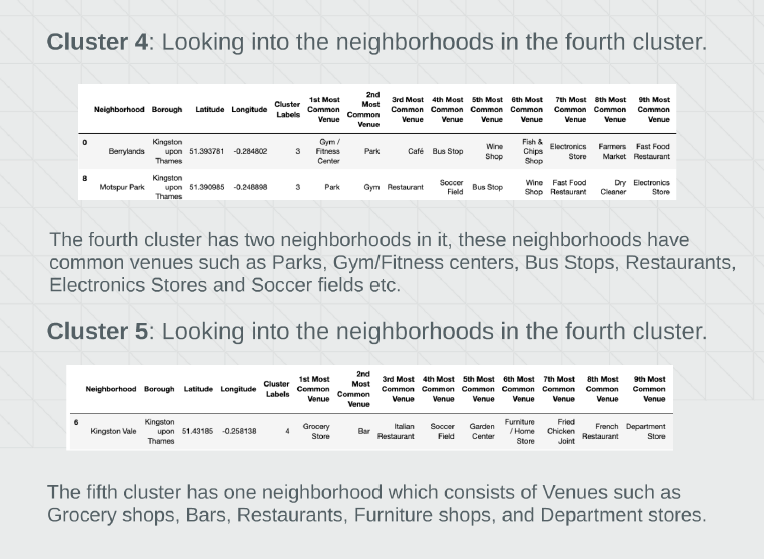 Cluster 4: Looking into the neighborhoods in the fourth cluster.
Neighborhood Borough Latitude Longitude Cluster Labels 1st Most Common Venue 2nd Most Common Venue 3rd Most Common Venue 4th Most Common Venue 5th Most Common Venue 6th Most Common Venue 7th Most Common Venue 8th Most Common Venue 9th Most Common Venue
0 Berrylands Kingston upon Thames 51.393781 -0.284802 3 Gym / Fitness Center Park Café Bus Stop Wine Shop Fish & Chips Shop Electronics Store Farmers Market Fast Food Restaurant
8 Motspur Park Kingston upon Thames 51.390985 -0.248898 3 Park Gym Restaurant Soccer Field Bus Stop Wine Shop Fast Food Restaurant Dry Cleaner Electronics Store
The fourth cluster has two neighborhoods in it, these neighborhoods have
common venues such as Parks, Gym/Fitness centers, Bus Stops, Restaurants,
Electronics Stores and Soccer fields etc.
Cluster 5: Looking into the neighborhoods in the fourth cluster.
Neighborhood Borough Latitude Longitude Cluster Labels 1st Most Common Venue 2nd Most Common Venue 3rd Most Common Venue 4th Most Common Venue 5th Most Common Venue 6th Most Common Venue 7th Most Common Venue 8th Most Common Venue 9th Most Common Venue
6 Kingston Vale Kingston upon Thames 51.43185 -0.258138 4 Grocery Store Bar Italian Restaurant Soccer Field Garden Center Furniture / Home Store Fried Chicken Joint French Restaurant Department Store
The fifth cluster has one neighborhood which consists of Venues such as
Grocery shops, Bars, Restaurants, Furniture shops, and Department stores.